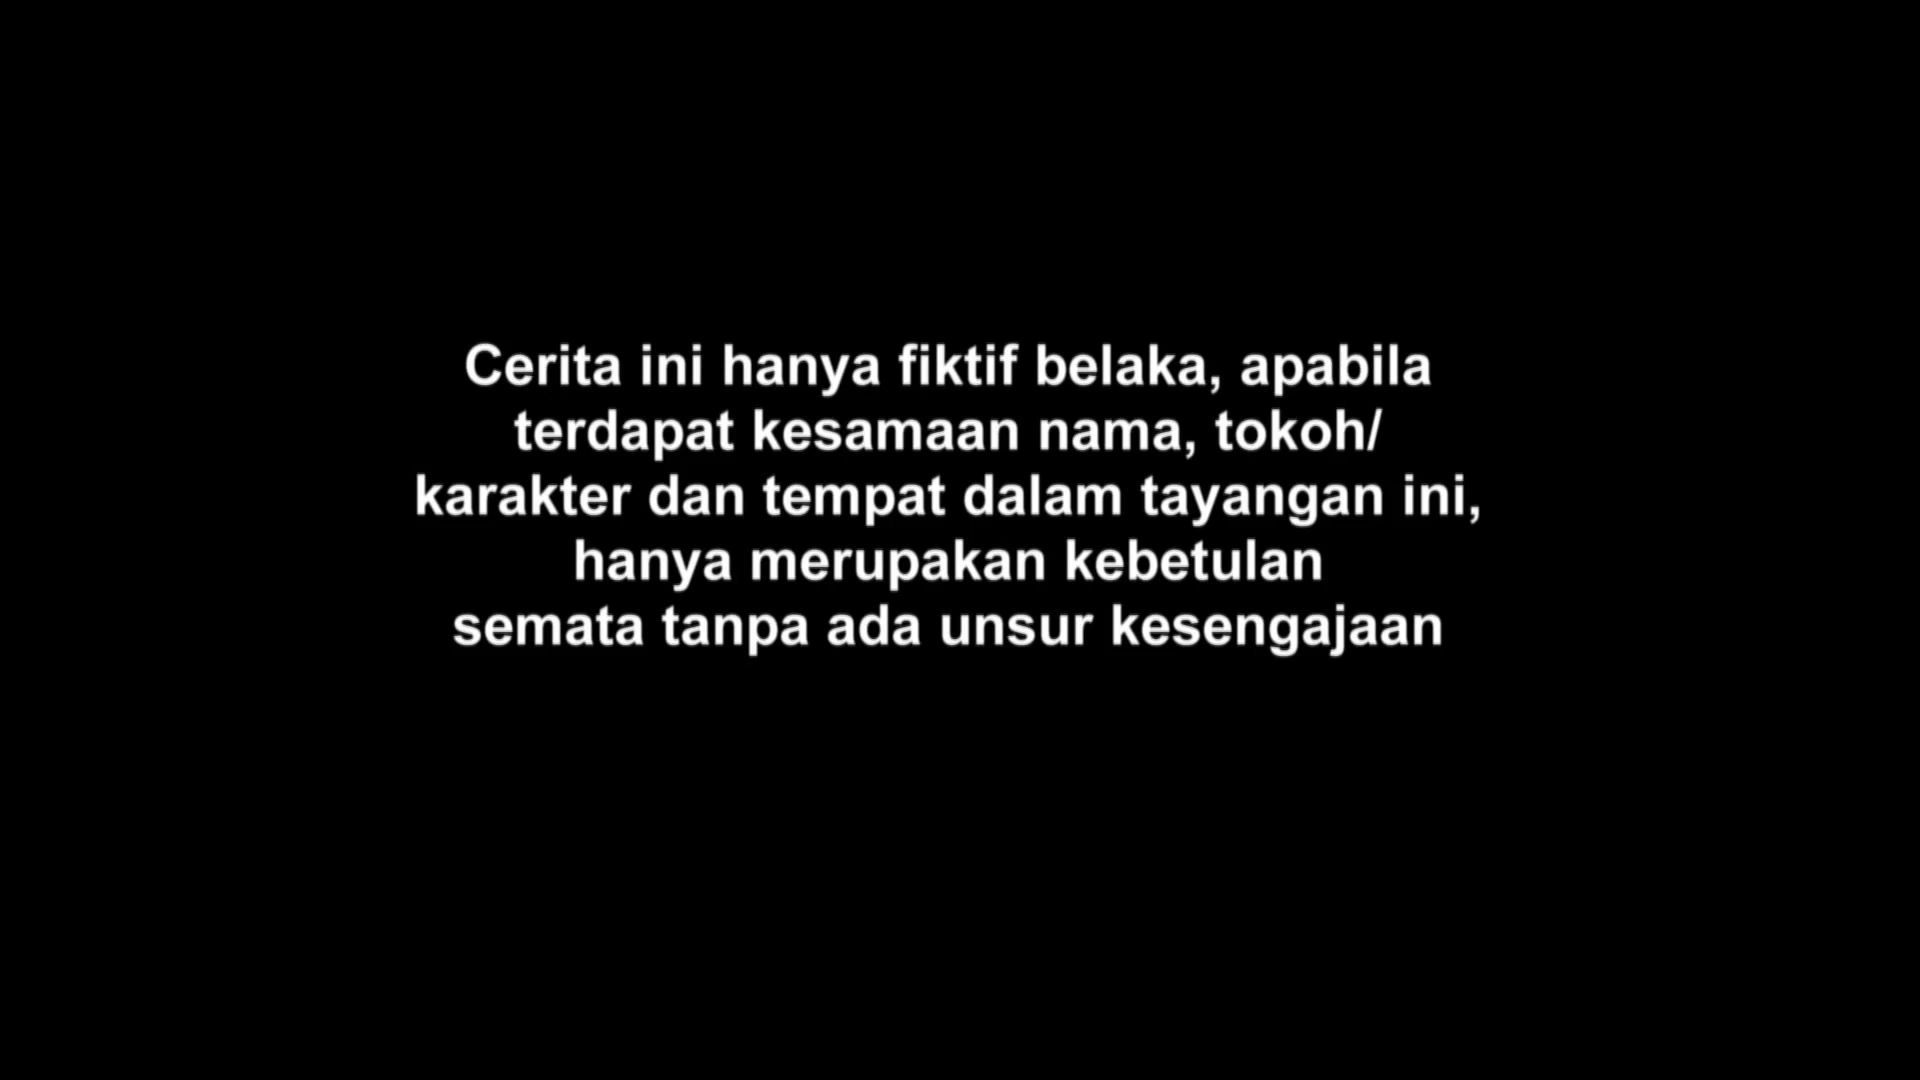 Cerita ini hanya fiktif belaka, apabila
terdapat kesamaan nama, tokoh/
karakter dan tempat dalam tayangan ini,
hanya merupakan kebetulan
semata tanpa ada unsur kesengajaan